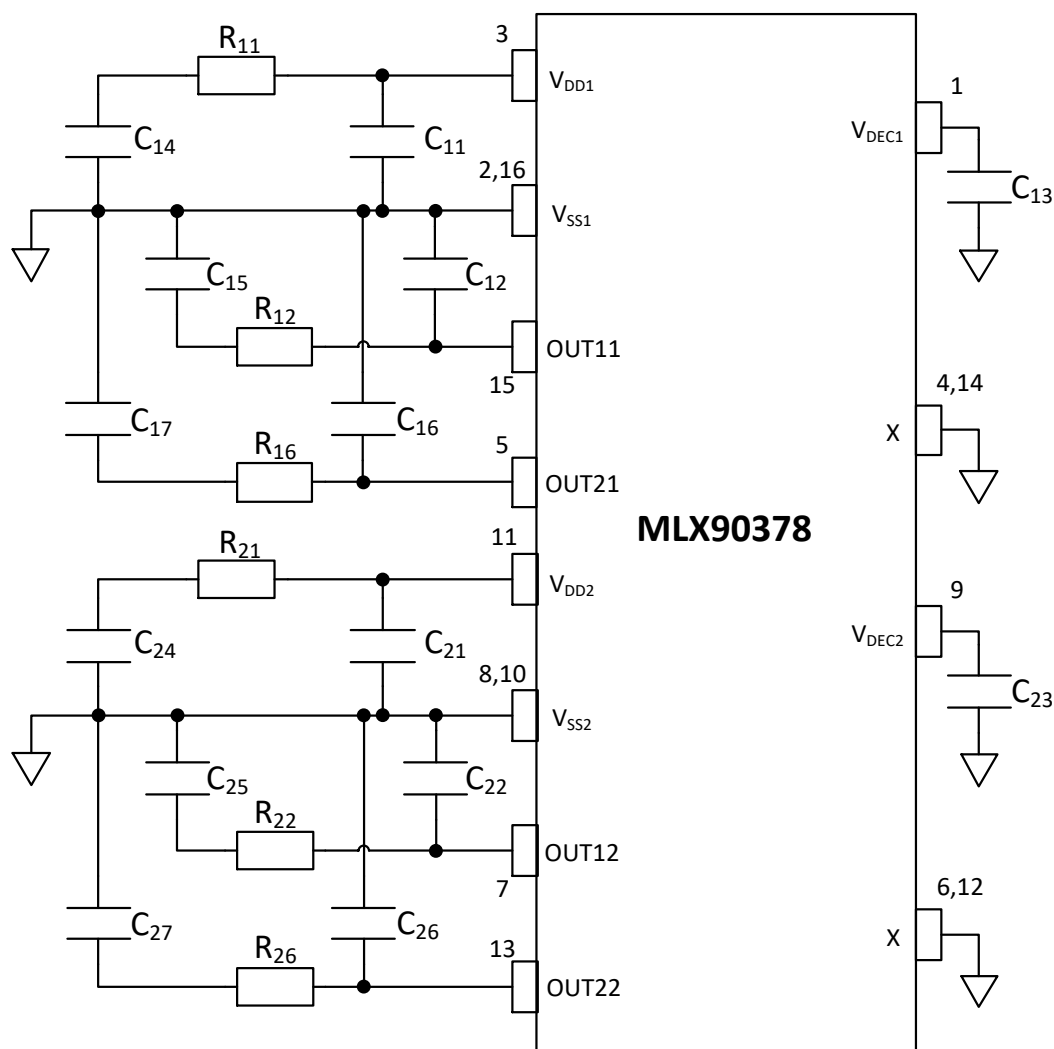 R11
3
VDD1
1
VDEC1
C14
C11
2,16
C13
VSS1
C15
C12
R12
OUT11
15
4,14
C17
C16
X
5
R16
OUT21
MLX90378
11
R21
VDD2
9
VDEC2
C24
C21
8,10
C23
VSS2
C25
C22
R22
OUT12
7
6,12
C27
C26
X
13
R26
OUT22